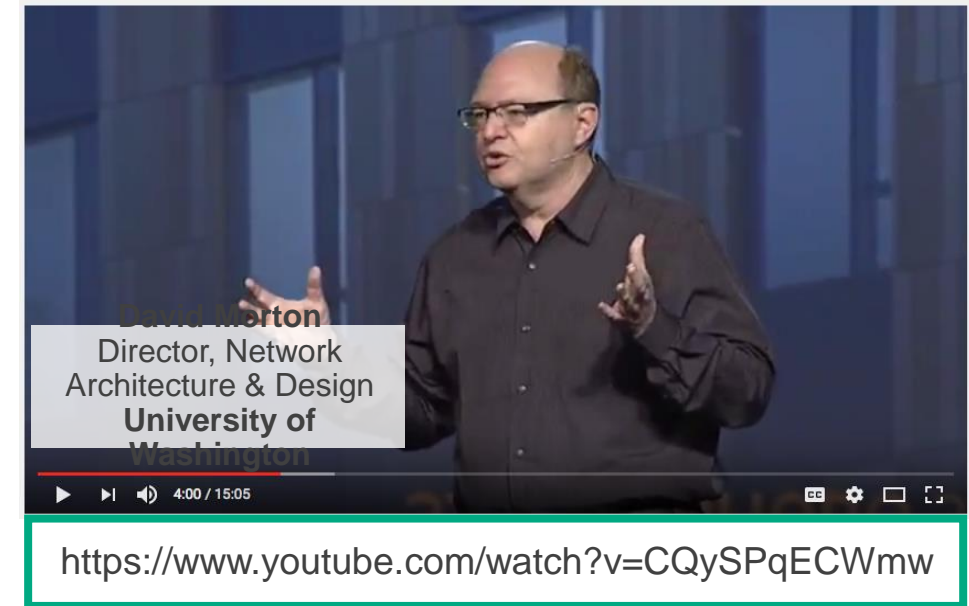 David Morton
Director, Network
Architecture & Design
University of
Washington
4:00 / 15:05
CC
https://www.youtube.com/watch?v=CQySPqECWmw